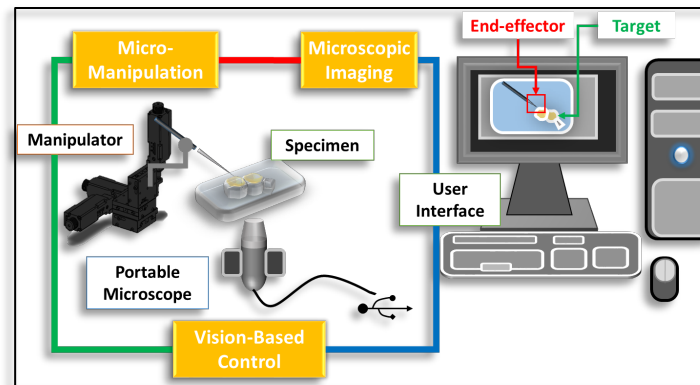 End-effector
Target
Micro-
Manipulation
Microscopic
Imaging
Manipulator
Specimen
User
Interface
Portable
Microscope
Vision-Based
Control